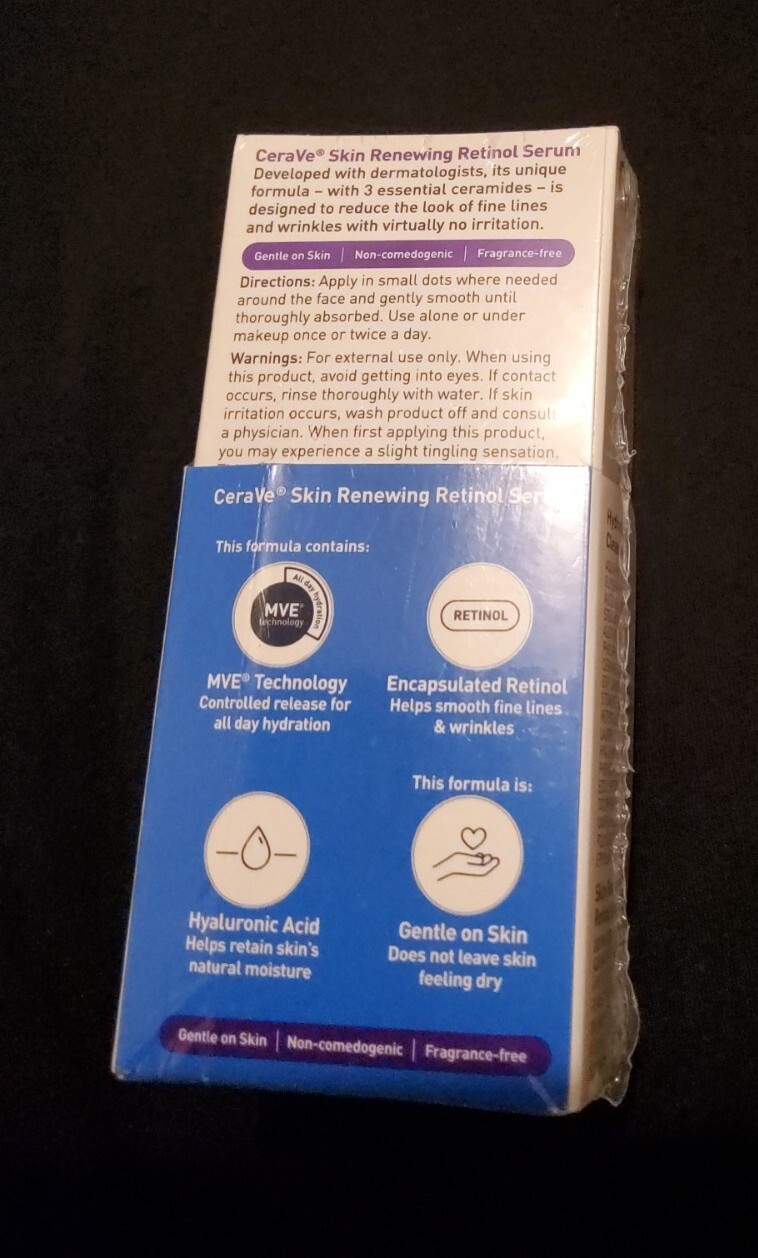 CeraVe® Skin Renewing Retinol Serum
Developed with dermatologists, its unique
formula – with 3 essential ceramides – is
designed to reduce the look of fine lines
and wrinkles with virtually no irritation.
Gentle on Skin | Non-comedogenic | Fragrance-free
Directions: Apply in small dots where needed
around the face and gently smooth until
thoroughly absorbed. Use alone or under
makeup once or twice a day.
Warnings: For external use only. When using
this product, avoid getting into eyes. If contact
occurs, rinse thoroughly with water. If skin
irritation occurs, wash product off and consult
a physician. When first applying this product,
you may experience a slight tingling sensation.
CeraVe® Skin Renewing Retinol
This formula contains:
All day hydration
MVE®
technology
RETINOL
MVE® Technology
Controlled release for
all day hydration
Encapsulated Retinol
Helps smooth fine lines
& wrinkles
This formula is:
Hyaluronic Acid
Helps retain skin's
natural moisture
Gentle on Skin
Does not leave skin
feeling dry
Gentle on Skin | Non-comedogenic | Fragrance-free